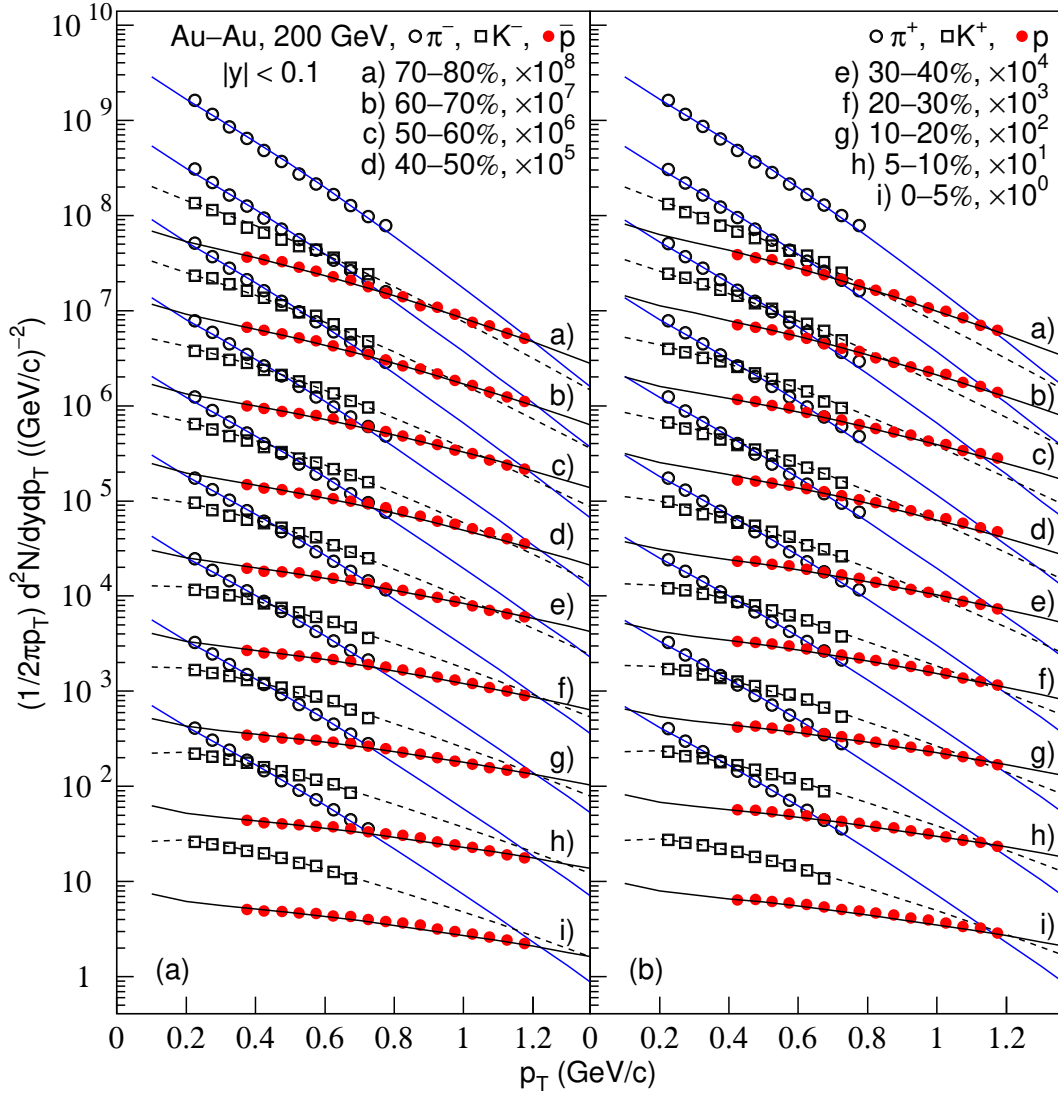 Au–Au, 200 GeV, π⁻, K⁻, p̄
|y| < 0.1
a) 70–80%, ×10⁸
b) 60–70%, ×10⁷
c) 50–60%, ×10⁶
d) 40–50%, ×10⁵
π⁺, K⁺, p
e) 30–40%, ×10⁴
f) 20–30%, ×10³
g) 10–20%, ×10²
h) 5–10%, ×10¹
i) 0–5%, ×10⁰
(1/2πp_T) d²N/dydp_T ((GeV/c)⁻²)
10¹⁰
10⁹
10⁸
10⁷
10⁶
10⁵
10⁴
10³
10²
10
1
a)
b)
c)
d)
e)
f)
g)
h)
i)
(a)
a)
b)
c)
d)
e)
f)
g)
h)
i)
(b)
0 0.2 0.4 0.6 0.8 1 1.2 0 0.2 0.4 0.6 0.8 1 1.2
p_T (GeV/c)